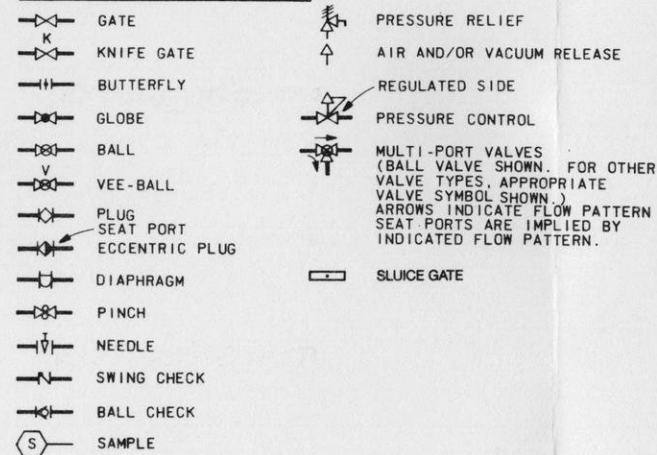 GATE
K
KNIFE GATE
BUTTERFLY
GLOBE
BALL
V
VEE-BALL
PLUG
SEAT PORT
ECCENTRIC PLUG
DIAPHRAGM
PINCH
NEEDLE
SWING CHECK
BALL CHECK
S
SAMPLE
PRESSURE RELIEF
AIR AND/OR VACUUM RELEASE
REGULATED SIDE
PRESSURE CONTROL
MULTI-PORT VALVES
(BALL VALVE SHOWN. FOR OTHER
VALVE TYPES, APPROPRIATE
VALVE SYMBOL SHOWN.)
ARROWS INDICATE FLOW PATTERN
SEAT PORTS ARE IMPLIED BY
INDICATED FLOW PATTERN.
SLUICE GATE